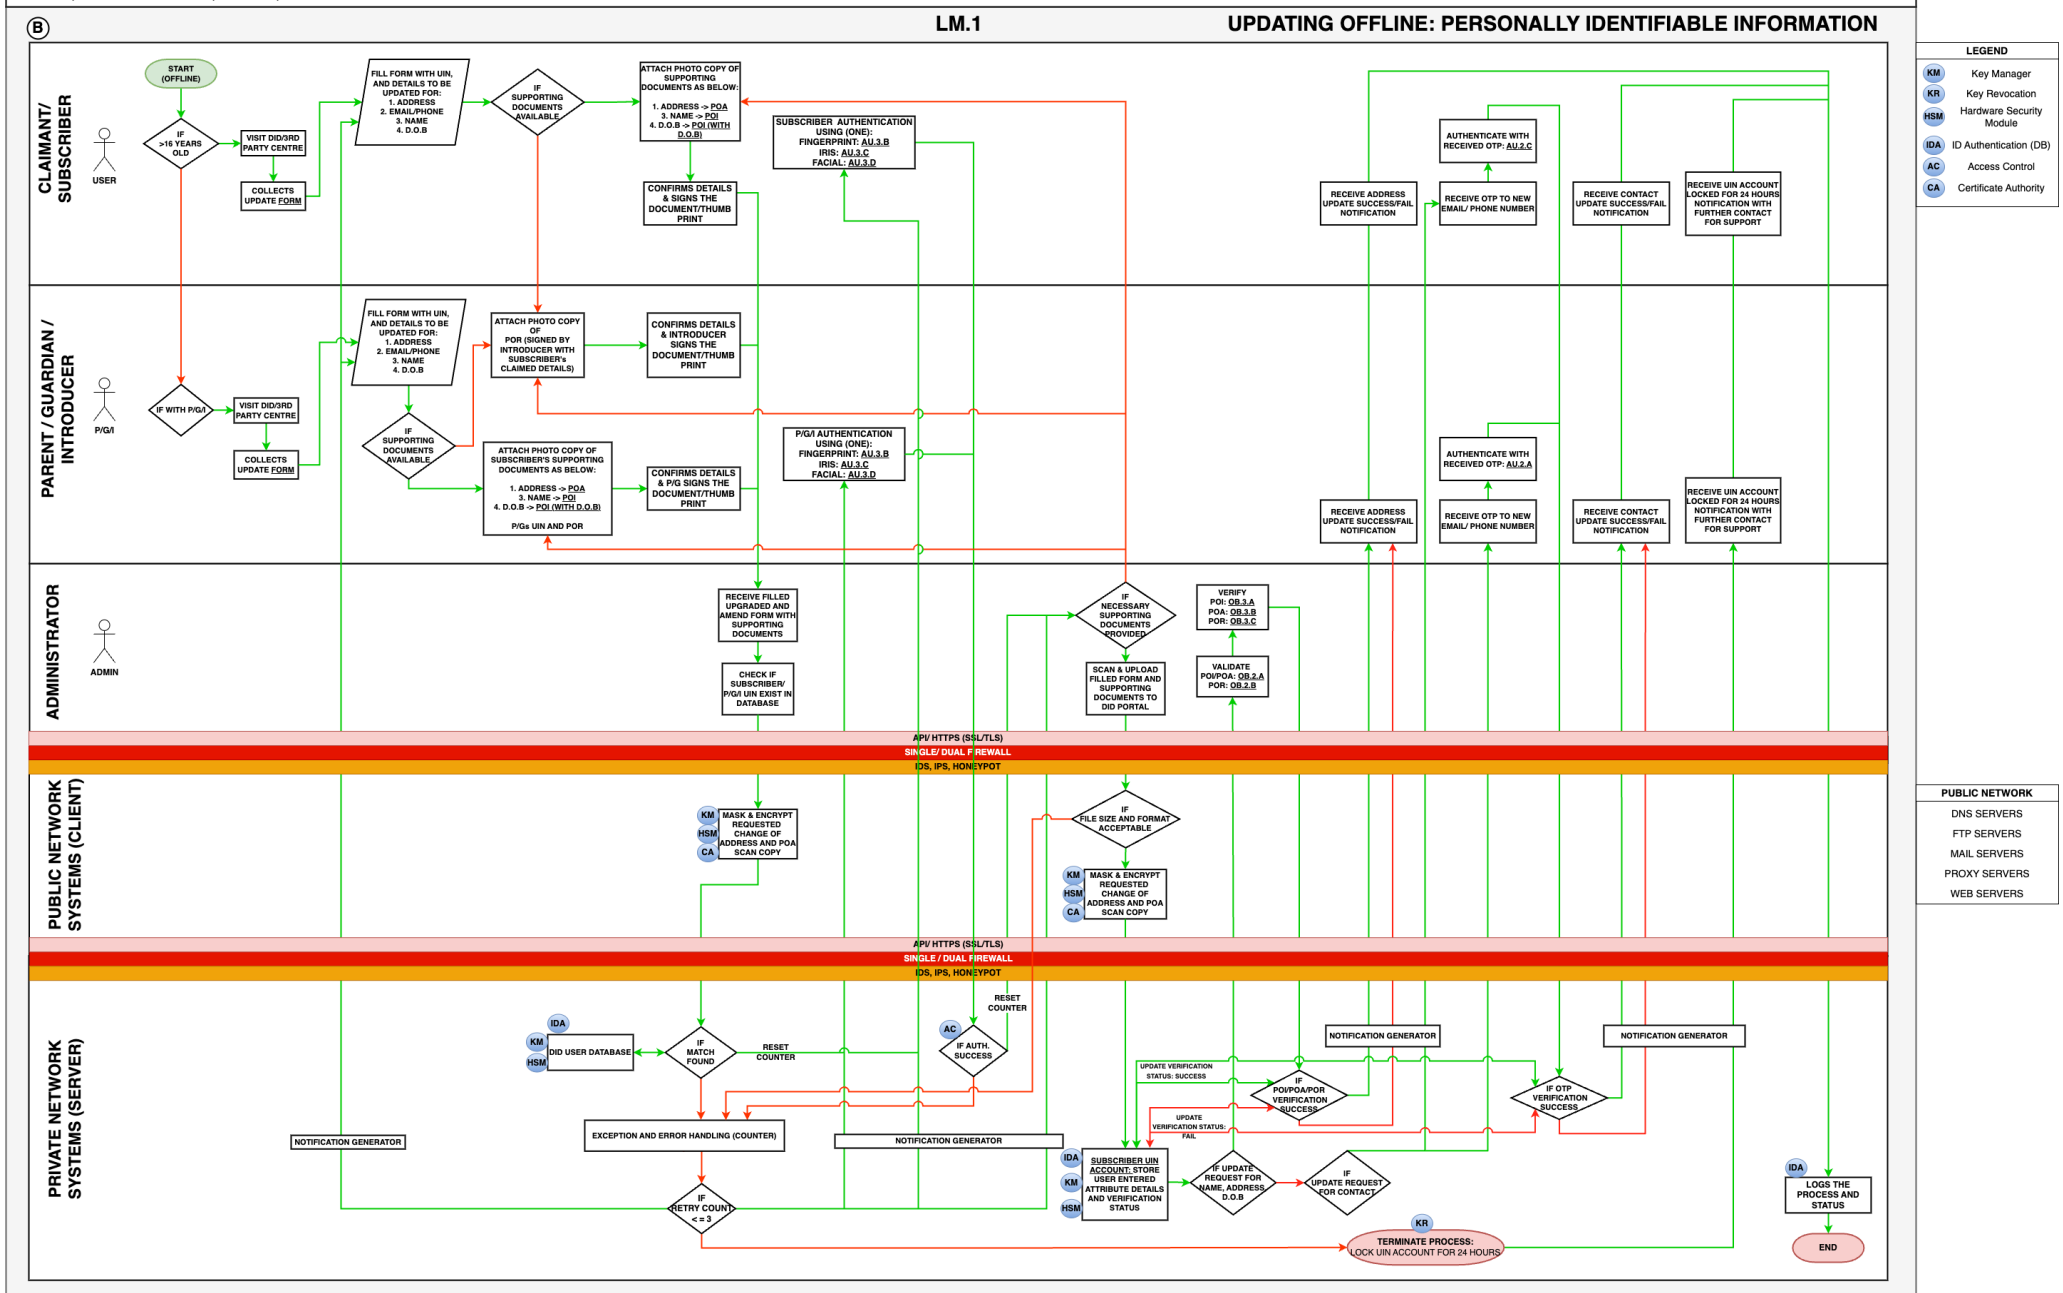 B
LM.1
UPDATING OFFLINE: PERSONALLY IDENTIFIABLE INFORMATION
LEGEND
KM
Key Manager
KR
Key Revocation
HSM
Hardware Security
Module
IDA
ID Authentication (DB)
AC
Access Control
CA
Certificate Authority
CLAIMANT/
SUBSCRIBER
USER
START
(OFFLINE)
IF
>16 YEARS
OLD
VISIT DID/3RD
PARTY CENTRE
COLLECTS
UPDATE FORM
FILL FORM WITH UIN,
AND DETAILS TO BE
UPDATED FOR:
1. ADDRESS
2. EMAIL/PHONE
3. NAME
4. D.O.B
IF
SUPPORTING
DOCUMENTS
AVAILABLE
ATTACH PHOTO COPY OF
SUPPORTING
DOCUMENTS AS BELOW:
1. ADDRESS -> POA
3. NAME -> POI
4. D.O.B -> POI (WITH
D.O.B)
CONFIRMS DETAILS
& SIGNS THE
DOCUMENT/THUMB
PRINT
SUBSCRIBER AUTHENTICATION
USING (ONE):
FINGERPRINT: AU.3.B
IRIS: AU.3.C
FACIAL: AU.3.D
RECEIVE ADDRESS
UPDATE SUCCESS/FAIL
NOTIFICATION
AUTHENTICATE WITH
RECEIVED OTP: AU.2.C
RECEIVE OTP TO NEW
EMAIL/ PHONE NUMBER
RECEIVE CONTACT
UPDATE SUCCESS/FAIL
NOTIFICATION
RECEIVE UIN ACCOUNT
LOCKED FOR 24 HOURS
NOTIFICATION WITH
FURTHER CONTACT
FOR SUPPORT
PARENT / GUARDIAN /
INTRODUCER
P/G/I
IF WITH P/G/I
VISIT DID/3RD
PARTY CENTRE
COLLECTS
UPDATE FORM
FILL FORM WITH UIN,
AND DETAILS TO BE
UPDATED FOR:
1. ADDRESS
2. EMAIL/PHONE
3. NAME
4. D.O.B
IF
SUPPORTING
DOCUMENTS
AVAILABLE
ATTACH PHOTO COPY
OF
POR (SIGNED BY
INTRODUCER WITH
SUBSCRIBER's
CLAIMED DETAILS)
CONFIRMS DETAILS
& INTRODUCER
SIGNS THE
DOCUMENT/THUMB
PRINT
ATTACH PHOTO COPY OF
SUBSCRIBER'S SUPPORTING
DOCUMENTS AS BELOW:
1. ADDRESS -> POA
3. NAME -> POI
4. D.O.B -> POI (WITH D.O.B)
P/Gs UIN AND POR
CONFIRMS DETAILS
& P/G SIGNS THE
DOCUMENT/THUMB
PRINT
P/G/I AUTHENTICATION
USING (ONE):
FINGERPRINT: AU.3.B
IRIS: AU.3.C
FACIAL: AU.3.D
RECEIVE ADDRESS
UPDATE SUCCESS/FAIL
NOTIFICATION
AUTHENTICATE WITH
RECEIVED OTP: AU.2.A
RECEIVE OTP TO NEW
EMAIL/ PHONE NUMBER
RECEIVE CONTACT
UPDATE SUCCESS/FAIL
NOTIFICATION
RECEIVE UIN ACCOUNT
LOCKED FOR 24 HOURS
NOTIFICATION WITH
FURTHER CONTACT
FOR SUPPORT
ADMINISTRATOR
ADMIN
RECEIVE FILLED
UPGRADED AND
AMEND FORM WITH
SUPPORTING
DOCUMENTS
CHECK IF
SUBSCRIBER/
P/G/I UIN EXIST IN
DATABASE
IF
NECESSARY
SUPPORTING
DOCUMENTS
PROVIDED
SCAN & UPLOAD
FILLED FORM AND
SUPPORTING
DOCUMENTS TO
DID PORTAL
VERIFY
POI: OB.3.A
POA: OB.3.B
POR: OB.3.C
VALIDATE
POI/POA: OB.2.A
POR: OB.2.B
API/ HTTPS (SSL/TLS)
SINGLE/ DUAL FIREWALL
IDS, IPS, HONEYPOT
PUBLIC NETWORK
SYSTEMS (CLIENT)
KM
HSM
CA
MASK & ENCRYPT
REQUESTED
CHANGE OF
ADDRESS AND POA
SCAN COPY
IF
FILE SIZE AND FORMAT
ACCEPTABLE
KM
HSM
CA
MASK & ENCRYPT
REQUESTED
CHANGE OF
ADDRESS AND POA
SCAN COPY
PUBLIC NETWORK
DNS SERVERS
FTP SERVERS
MAIL SERVERS
PROXY SERVERS
WEB SERVERS
API/ HTTPS (SSL/TLS)
SINGLE / DUAL FIREWALL
IDS, IPS, HONEYPOT
PRIVATE NETWORK
SYSTEMS (SERVER)
NOTIFICATION GENERATOR
IDA
KM
HSM
DID USER DATABASE
IF
MATCH
FOUND
RESET
COUNTER
EXCEPTION AND ERROR HANDLING (COUNTER)
IF
RETRY COUNT
< = 3
AC
IF AUTH.
SUCCESS
RESET
COUNTER
NOTIFICATION GENERATOR
UPDATE VERIFICATION
STATUS: SUCCESS
UPDATE
VERIFICATION STATUS:
FAIL
IDA
KM
HSM
SUBSCRIBER UIN
ACCOUNT: STORE
USER ENTERED
ATTRIBUTE DETAILS
AND VERIFICATION
STATUS
IF UPDATE
REQUEST FOR
NAME, ADDRESS,
D.O.B
IF
UPDATE REQUEST
FOR CONTACT
IF
POI/POA/POR
VERIFICATION
SUCCESS
NOTIFICATION GENERATOR
IF OTP
VERIFICATION
SUCCESS
NOTIFICATION GENERATOR
KR
TERMINATE PROCESS:
LOCK UIN ACCOUNT FOR 24 HOURS
IDA
LOGS THE
PROCESS AND
STATUS
END